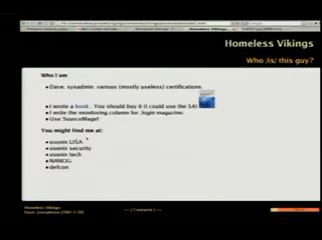 Homeless Vikings
Who /is/ this guy?
Who I am
Dave. sysadmin. various (mostly useless) certifications
I wrote a book . You should buy it (I could use the $4)
I write the monitoring column for ;login magazine.
Use SourceMage!
You might find me at:
usenix LISA
usenix security
usenix tech
NANOG
defcon
Homeless Vikings